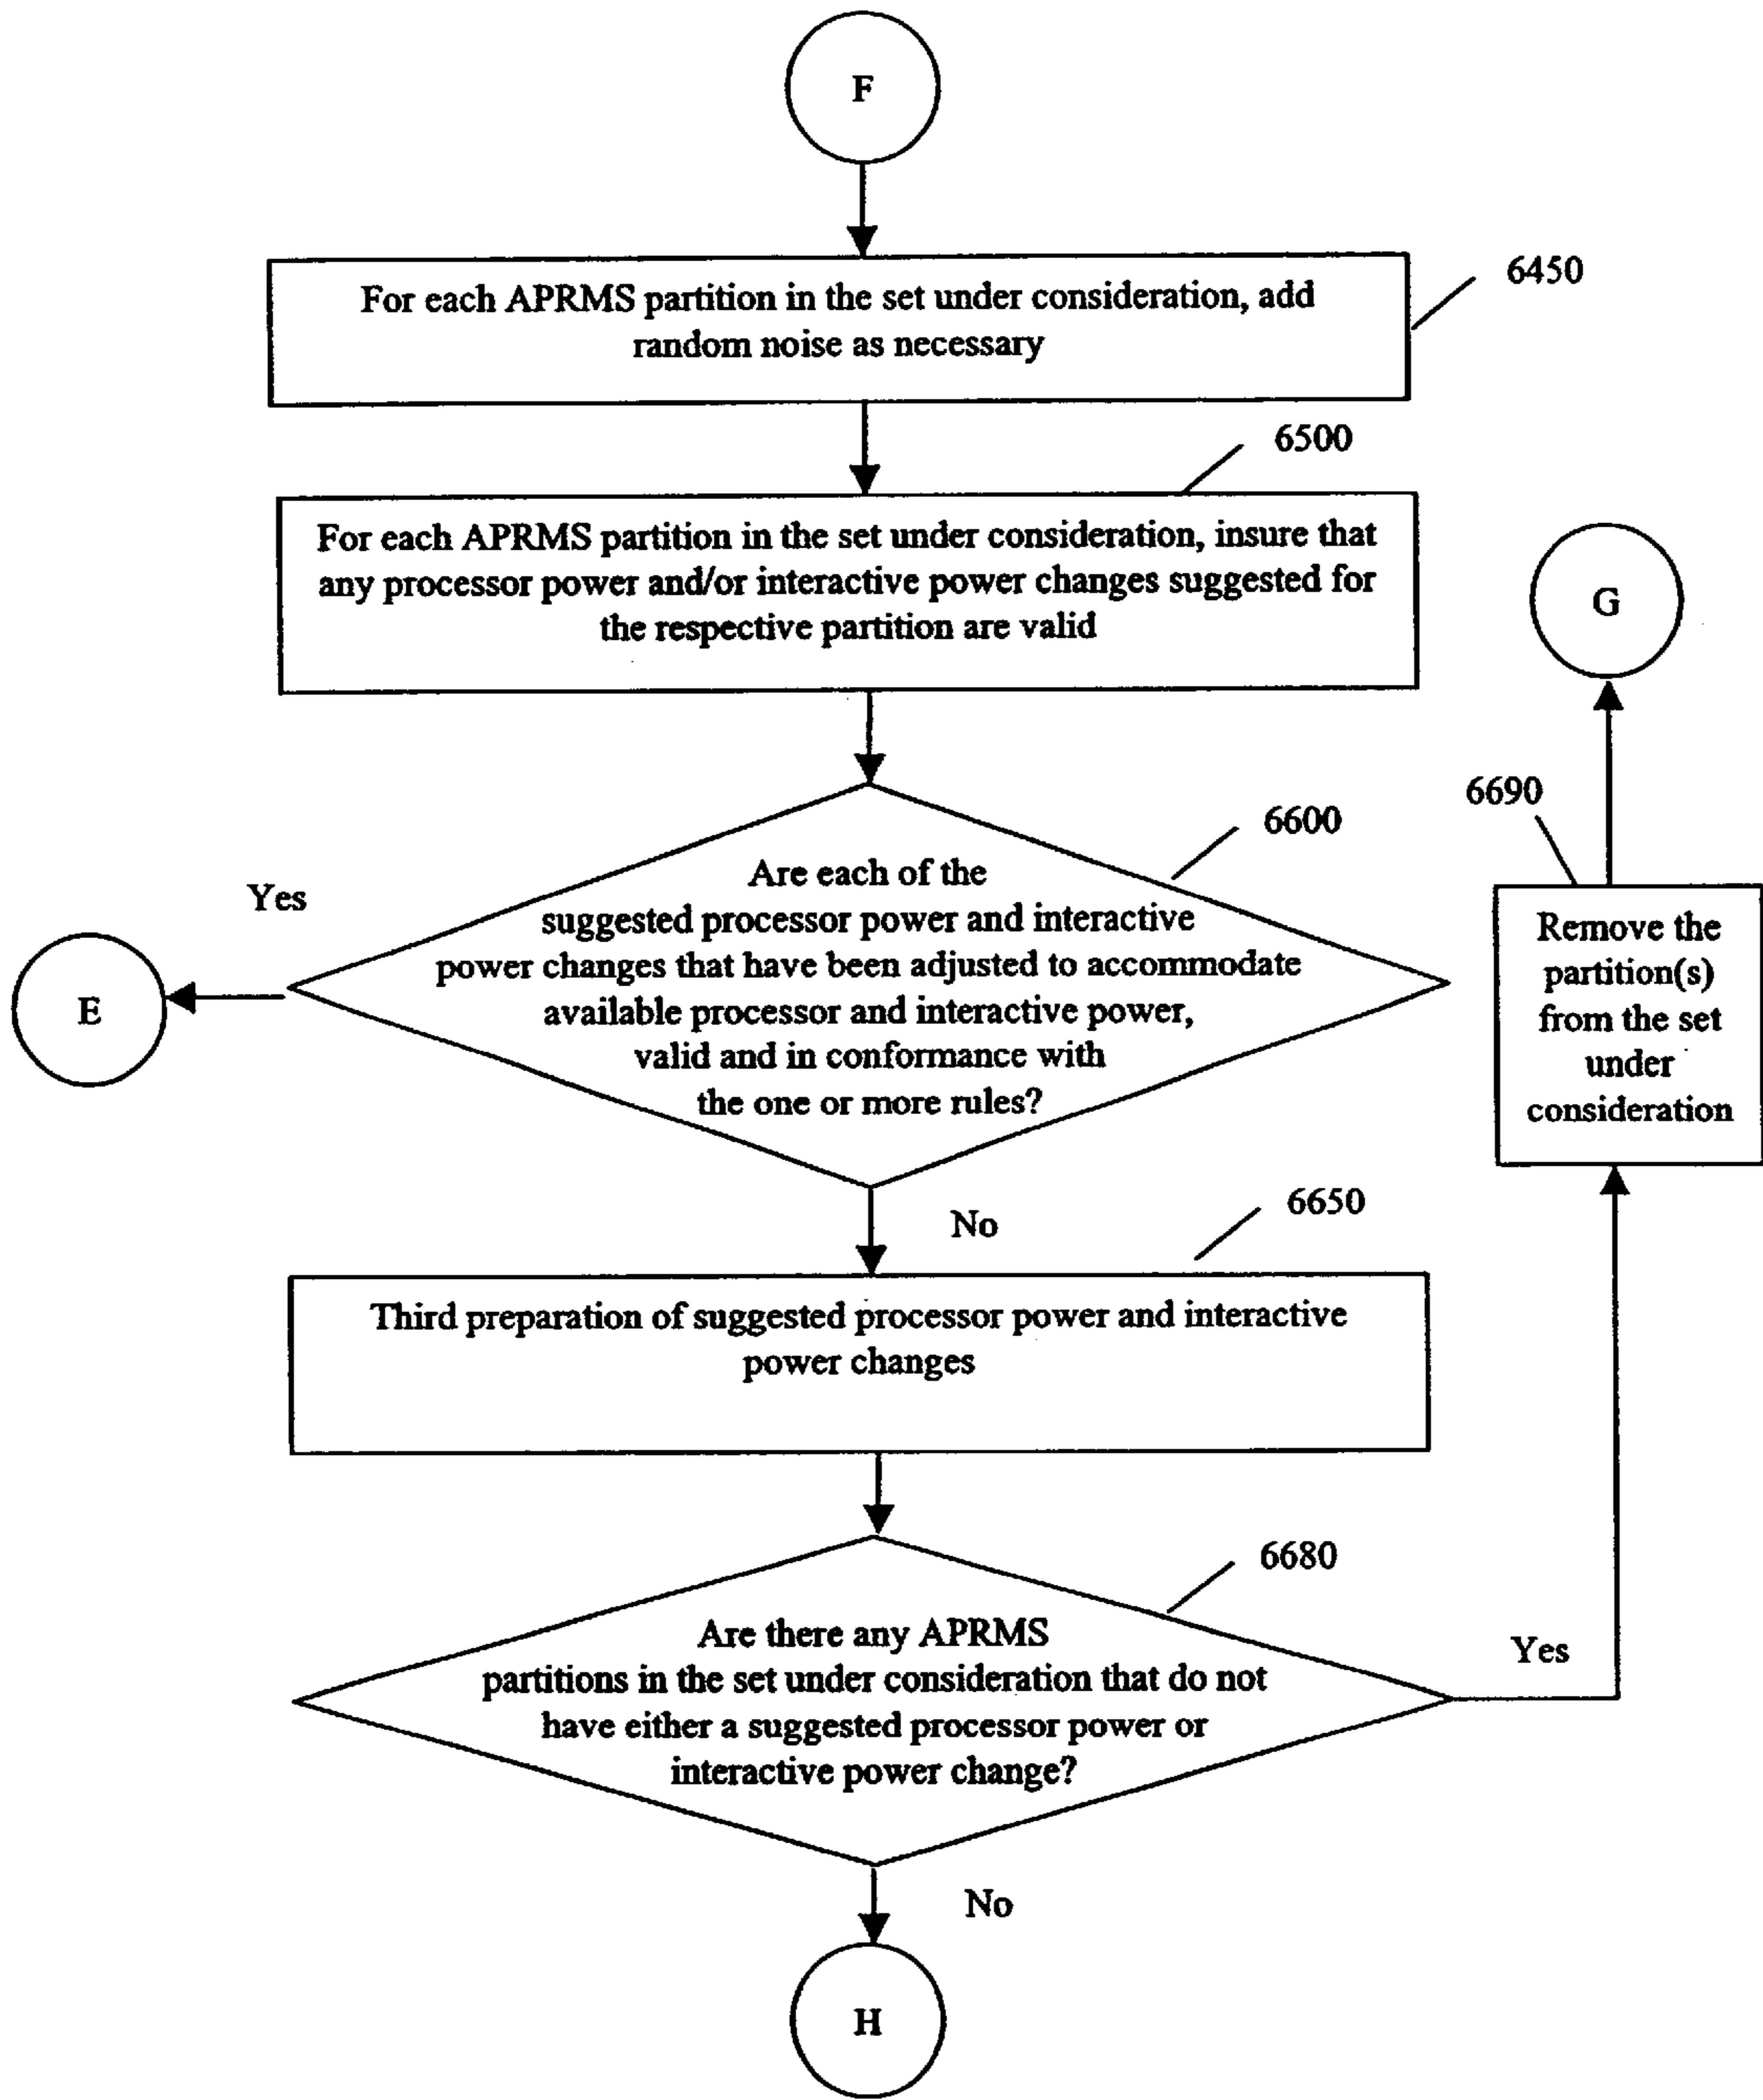 F
For each APRMS partition in the set under consideration, add
random noise as necessary
6450
6500
For each APRMS partition in the set under consideration, insure that
any processor power and/or interactive power changes suggested for
the respective partition are valid
G
6600
Are each of the
suggested processor power and interactive
power changes that have been adjusted to accommodate
available processor and interactive power,
valid and in conformance with
the one or more rules?
Yes
E
6690
Remove the
partition(s)
from the set
under
consideration
No
6650
Third preparation of suggested processor power and interactive
power changes
6680
Are there any APRMS
partitions in the set under consideration that do not
have either a suggested processor power or
interactive power change?
Yes
No
H